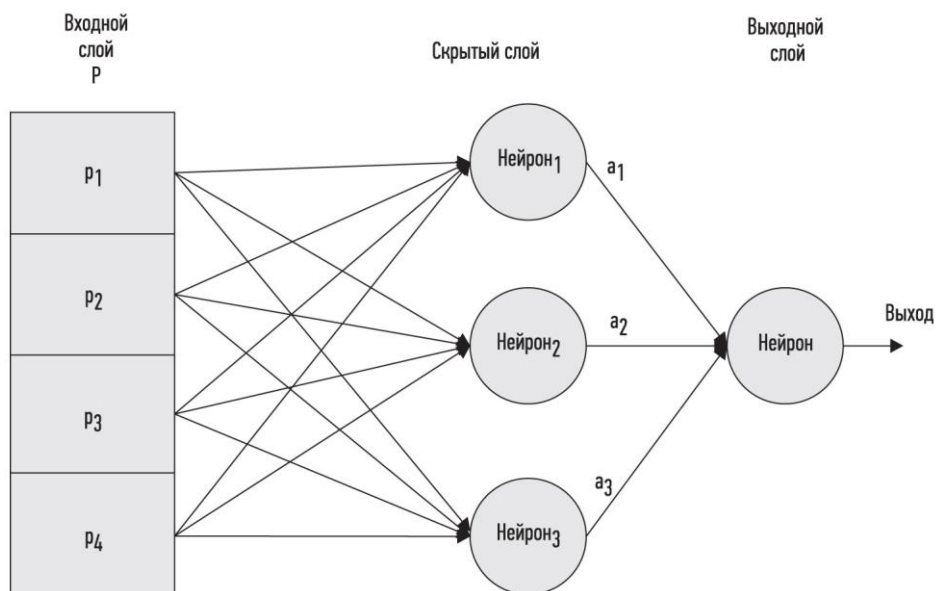 Входной
слой
P
Скрытый слой
Выходной
слой
p1
p2
p3
p4
Нейрон1
Нейрон2
Нейрон3
a1
a2
a3
Нейрон
Выход